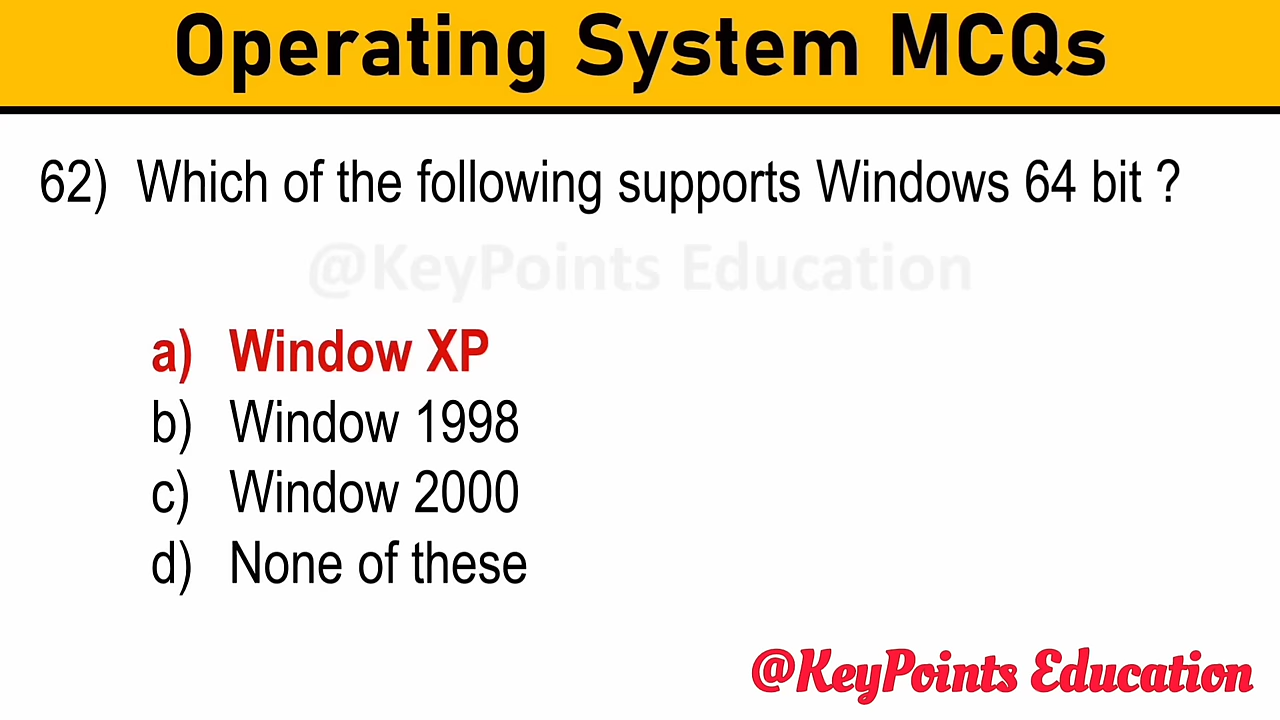 Operating System MCQs
62) Which of the following supports Windows 64 bit ?
@KeyPoints Education
a) Window XP
b) Window 1998
c) Window 2000
d) None of these
@KeyPoints Education